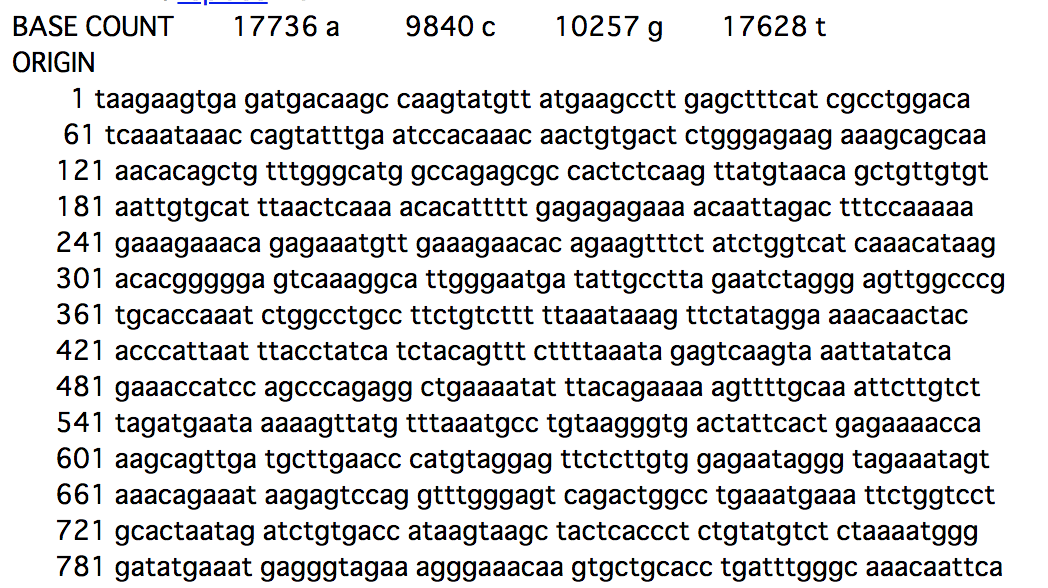 BASE COUNT 17736 a 9840 c 10257 g 17628 t
ORIGIN
1 taagaagtga gatgacaagc caagtatgtt atgaagcctt gagctttcat cgcctggaca
61 tcaaataaac cagtatttga atccacaaac aactgtgact ctgggagaag aaagcagcaa
121 aacacagctg tttgggcatg gccagagcgc cactctcaag ttatgtaaca gctgttgtgt
181 aattgtgcat ttaactcaaa acacattttt gagagagaaa acaattagac tttccaaaaa
241 gaaagaaaca gagaaatgtt gaaagaacac agaagtttct atctggtcat caaacataag
301 acacggggga gtcaaaggca ttgggaatga tattgcctta gaatctaggg agttggcccg
361 tgcaccaaat ctggcctgcc ttctgtcttt ttaaataaag ttctatagga aaacaactac
421 acccattaat ttacctatca tctacagttt cttttaaata gagtcaagta aattatatca
481 gaaaccatcc agcccagagg ctgaaaatat ttacagaaaa agttttgcaa attcttgtct
541 tagatgaata aaaagttatg tttaaatgcc tgtaagggtg actattcact gagaaaacca
601 aagcagttga tgcttgaacc catgtaggag ttctcttgtg gagaataggg tagaaatagt
661 aaacagaaat aagagtccag gtttgggagt cagactggcc tgaaatgaaa ttctggtcct
721 gcactaatag atctgtgacc ataagtaagc tactcaccct ctgtatgtct ctaaaatggg
781 gatatgaaat gagggtagaa agggaaacaa gtgctgcacc tgatttgggc aaacaattca